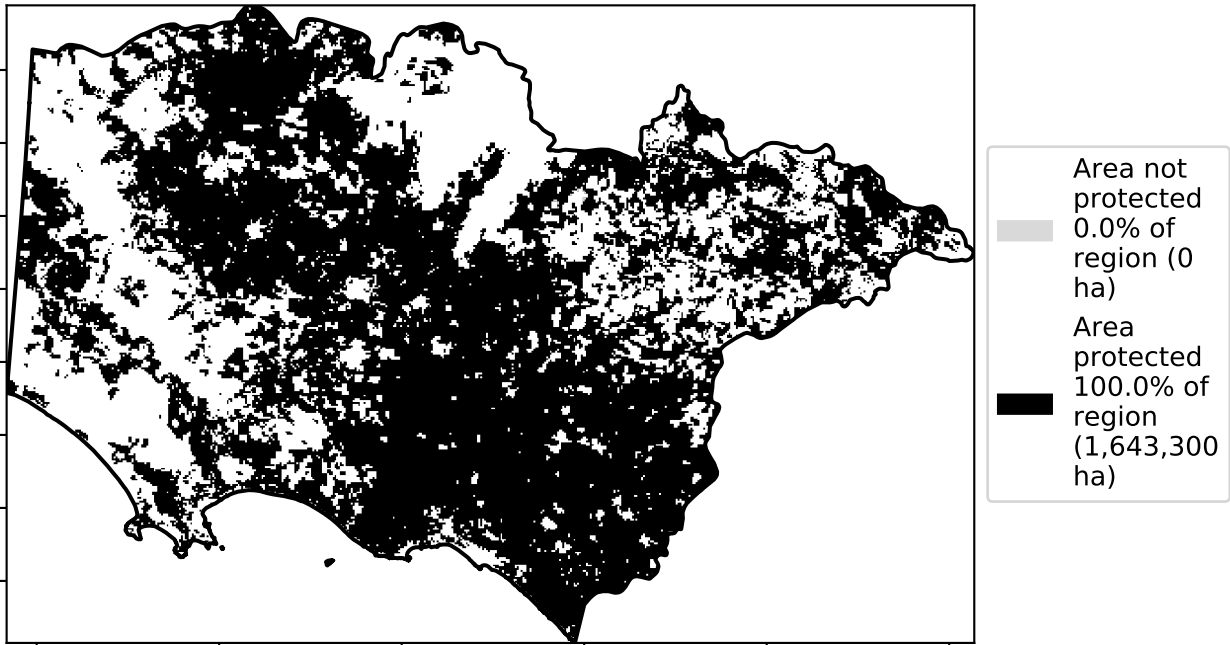 Area not
protected
0.0% of
region (0
ha)
Area
protected
100.0% of
region
(1,643,300
ha)